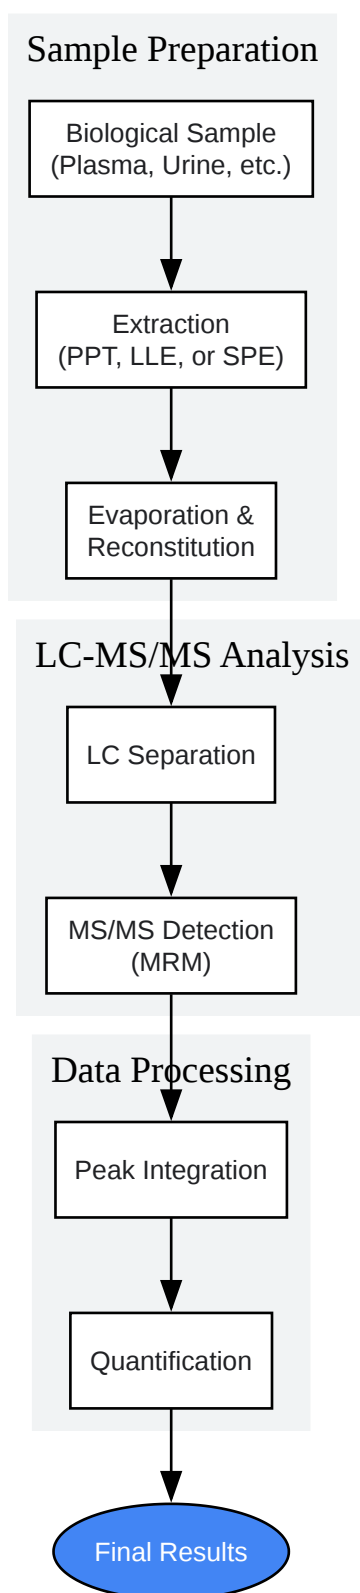 Sample Preparation
Biological Sample
(Plasma, Urine, etc.)
Extraction
(PPT, LLE, or SPE)
Evaporation &
Reconstitution
LC-MS/MS Analysis
LC Separation
MS/MS Detection
(MRM)
Data Processing
Peak Integration
Quantification
Final Results